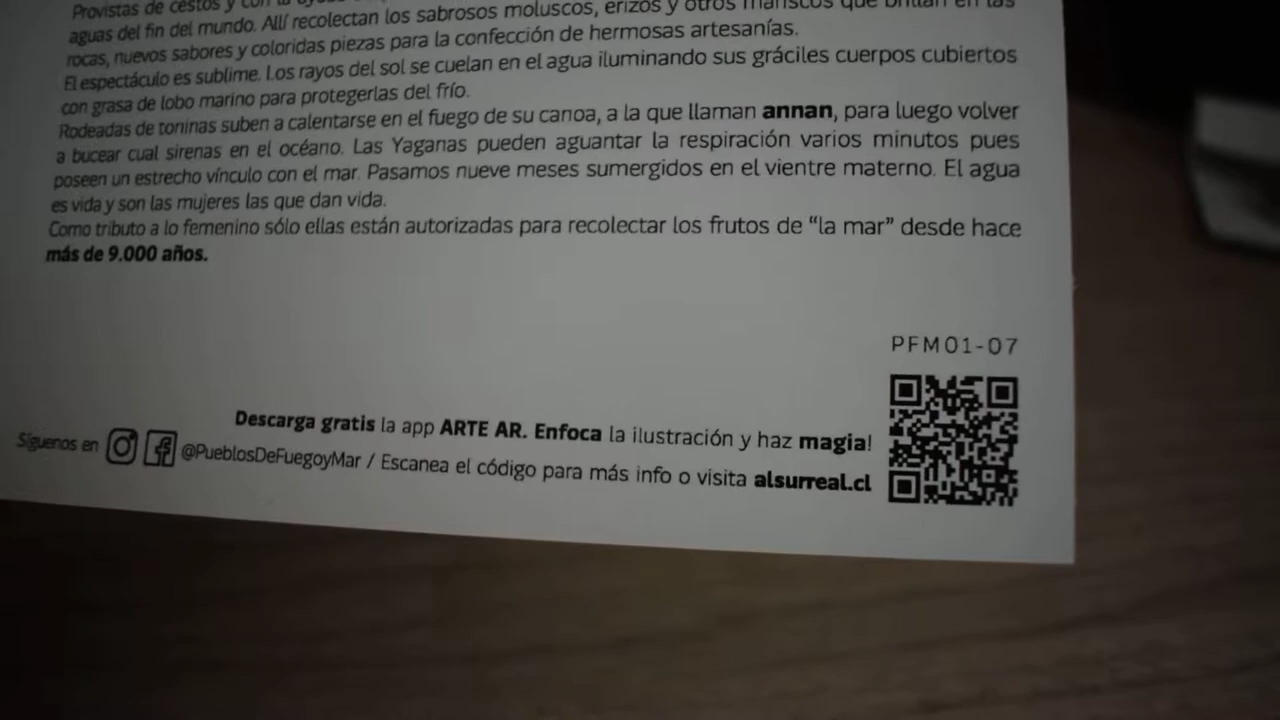 Provistas de cestos y con la
aguas del fin del mundo. Allí recolectan los sabrosos moluscos, erizos y otros mariscos que brillan en las
rocas, nuevos sabores y coloridas piezas para la confección de hermosas artesanías.
El espectáculo es sublime. Los rayos del sol se cuelan en el agua iluminando sus gráciles cuerpos cubiertos
con grasa de lobo marino para protegerlas del frío.
Rodeadas de toninas suben a calentarse en el fuego de su canoa, a la que llaman annan, para luego volver
a bucear cual sirenas en el océano. Las Yaganas pueden aguantar la respiración varios minutos pues
poseen un estrecho vínculo con el mar. Pasamos nueve meses sumergidos en el vientre materno. El agua
es vida y son las mujeres las que dan vida.
Como tributo a lo femenino sólo ellas están autorizadas para recolectar los frutos de “la mar” desde hace
más de 9.000 años.
PFM01-07
Descarga gratis la app ARTE AR. Enfoca la ilustración y haz magia!
Síguenos en @PueblosDeFuegoyMar / Escanea el código para más info o visita alsurreal.cl